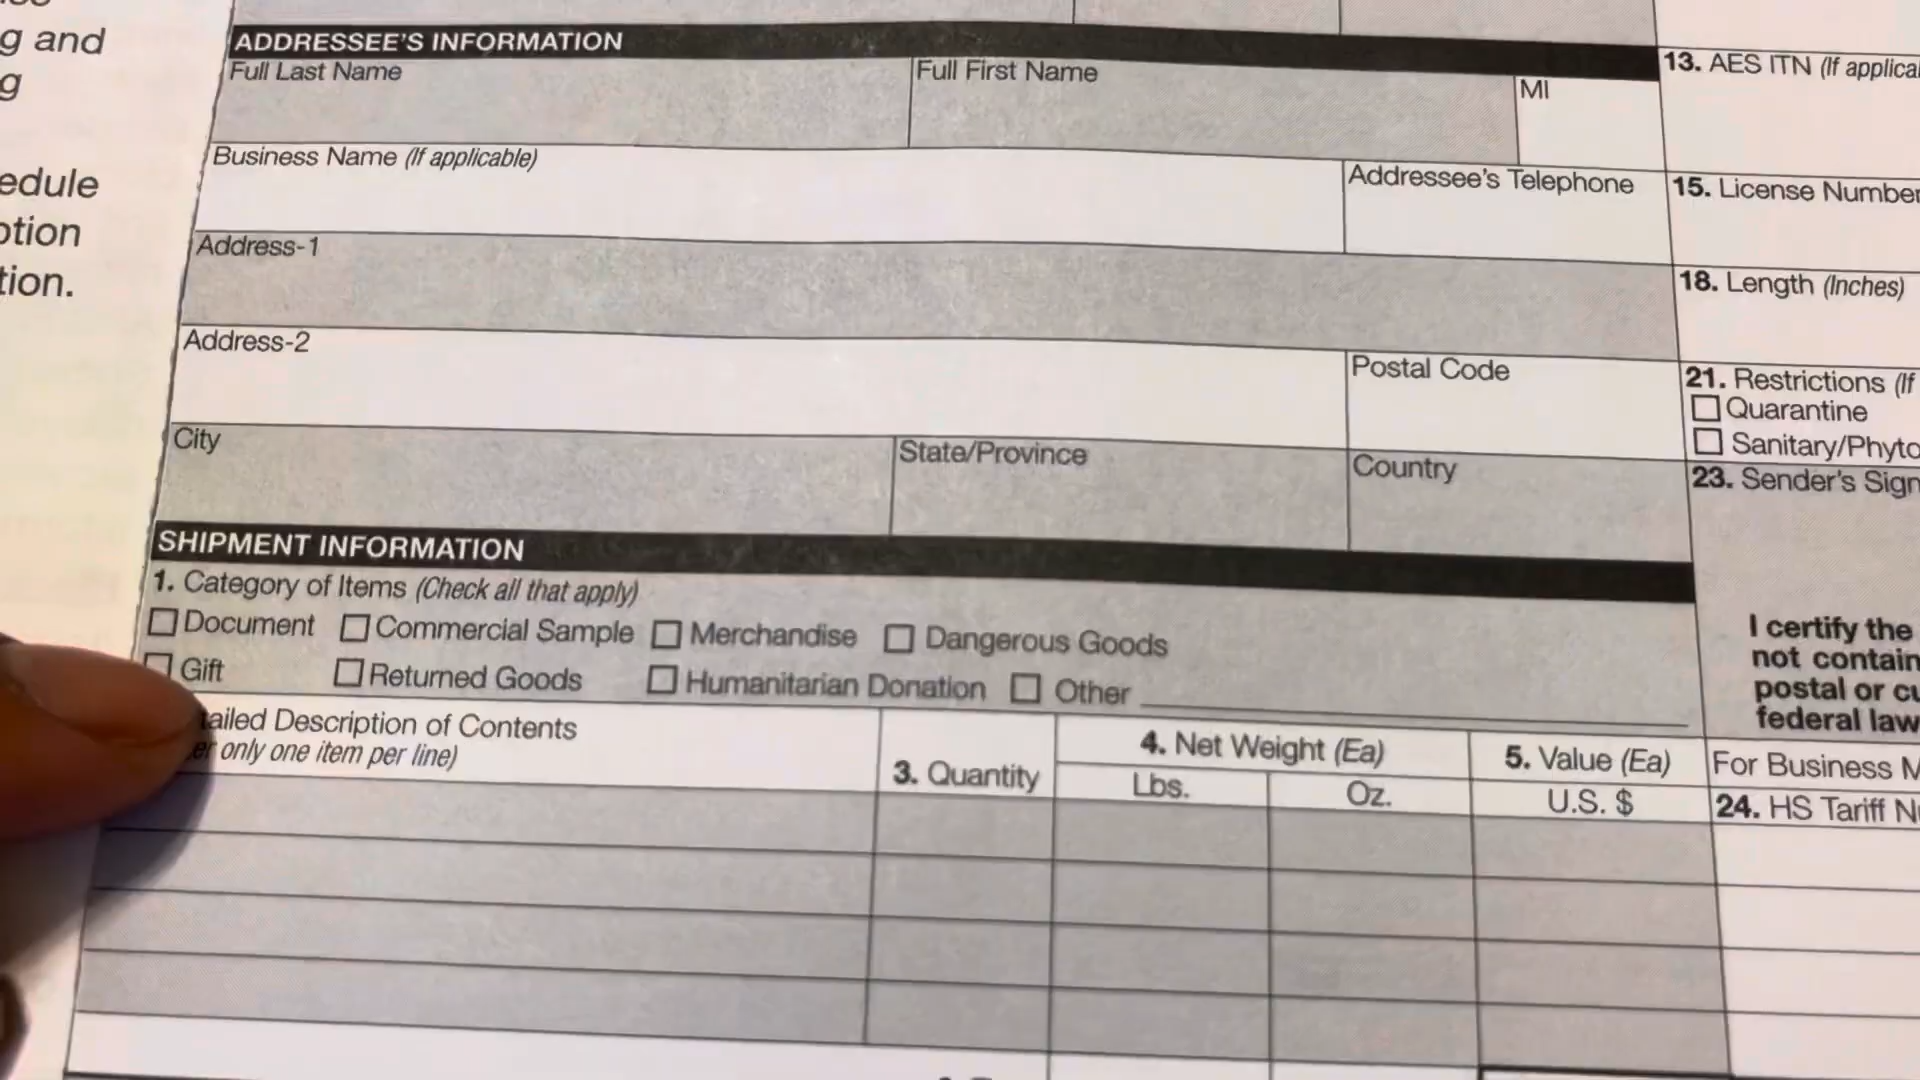 g and
g
edule
tion.
ADDRESSEE'S INFORMATION
Full Last Name
Full First Name
MI
Business Name (If applicable)
Addressee's Telephone
Address-1
Address-2
Postal Code
City
State/Province
Country
SHIPMENT INFORMATION
1. Category of Items (Check all that apply)
Document Commercial Sample Merchandise Dangerous Goods
Gift Returned Goods Humanitarian Donation Other
ailed Description of Contents
er only one item per line)
3. Quantity
4. Net Weight (Ea)
Lbs. Oz.
5. Value (Ea)
U.S. $
13. AES ITN (If applica
15. License Number
18. Length (Inches)
21. Restrictions (If
Quarantine
Sanitary/Phyto
23. Sender's Sign
I certify the
not contain
postal or cu
federal law
For Business M
24. HS Tariff Nu